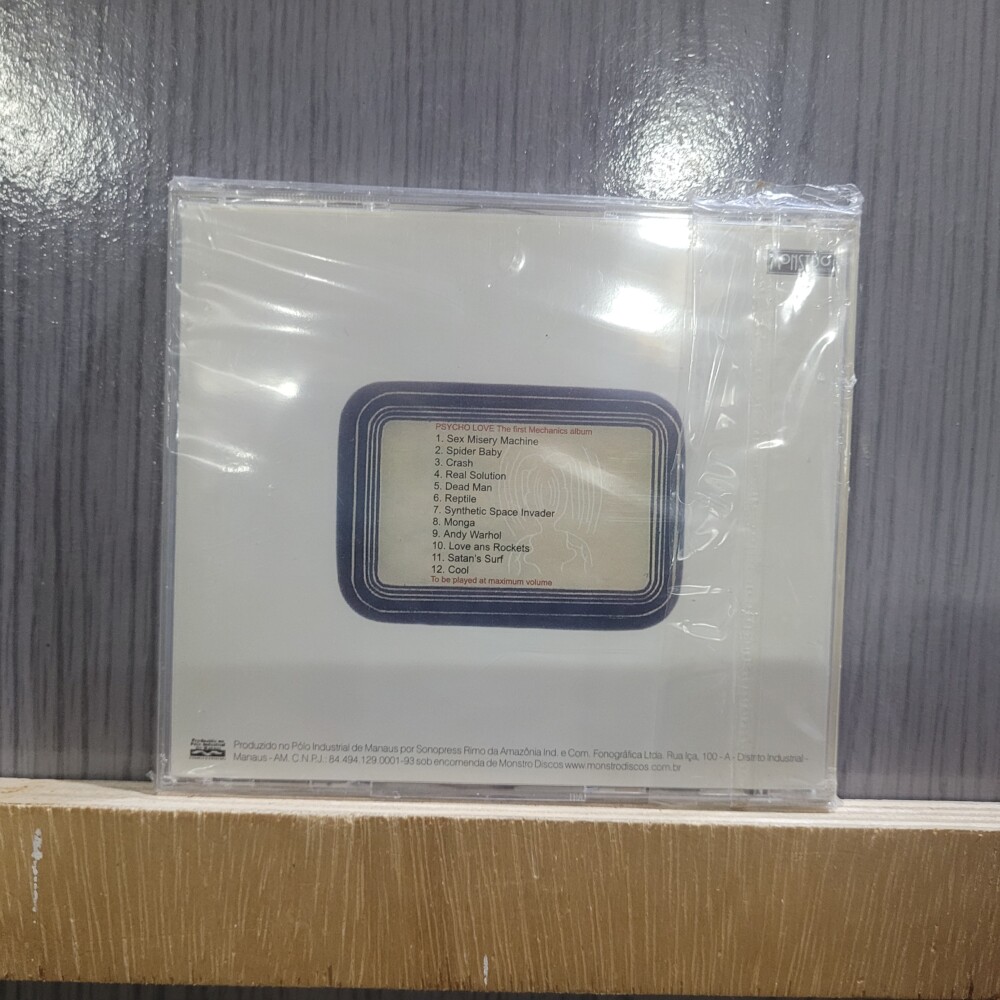 MONSTRO
PSYCHO LOVE The first Mechanics album
1. Sex Misery Machine
2. Spider Baby
3. Crash
4. Real Solution
5. Dead Man
6. Reptile
7. Synthetic Space Invader
8. Monga
9. Andy Warhol
10. Love ans Rockets
11. Satan's Surf
12. Cool
To be played at maximum volume
Produzido no Pólo Industrial de Manaus por Sonopress Rimo da Amazônia Ind. e Com. Fonográfica Ltda. Rua Iça, 100 - A - Distrito Industrial -
Manaus - AM. C.N.P.J.: 84.494.129.0001-93 sob encomenda de Monstro Discos www.monstrodiscos.com.br